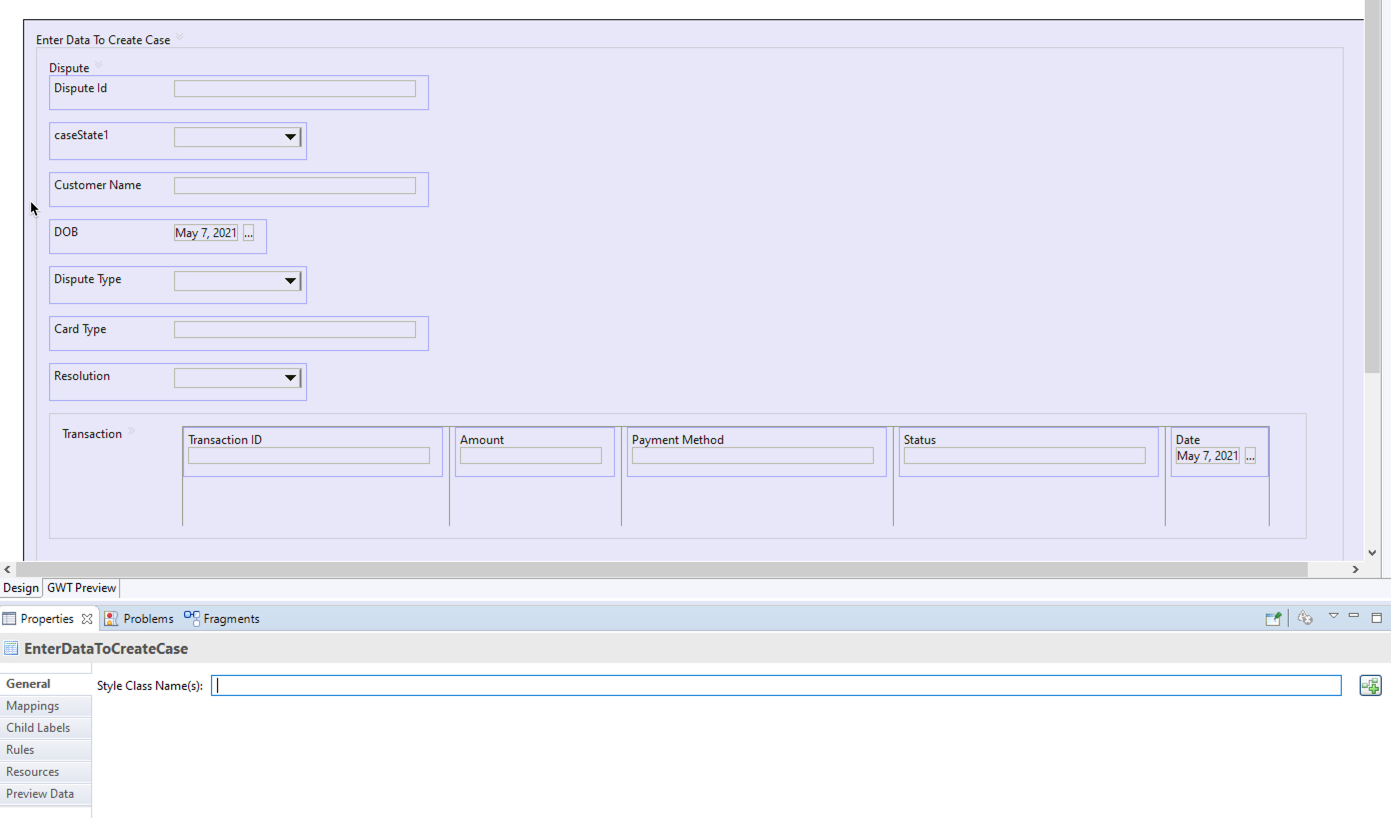 Enter Data To Create Case
Dispute
Dispute Id
caseState1
Customer Name
DOB May 7, 2021 ...
Dispute Type
Card Type
Resolution
Transaction Transaction ID Amount Payment Method Status Date
May 7, 2021 ...
Design GWT Preview
Properties Problems Fragments
EnterDataToCreateCase
General Style Class Name(s):
Mappings
Child Labels
Rules
Resources
Preview Data